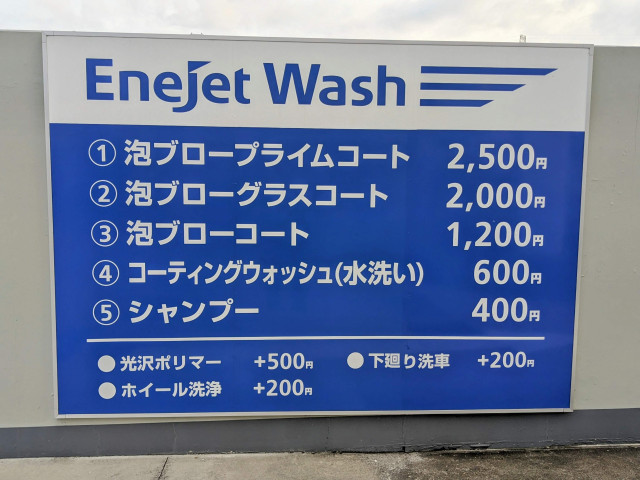 EneJet Wash
① 泡ブロープライムコート 2,500円
② 泡ブローグラスコート 2,000円
③ 泡ブローコート 1,200円
④ コーティングウォッシュ(水洗い) 600円
⑤ シャンプー 400円
● 光沢ポリマー +500円 ● 下廻り洗車 +200円
● ホイール洗浄 +200円